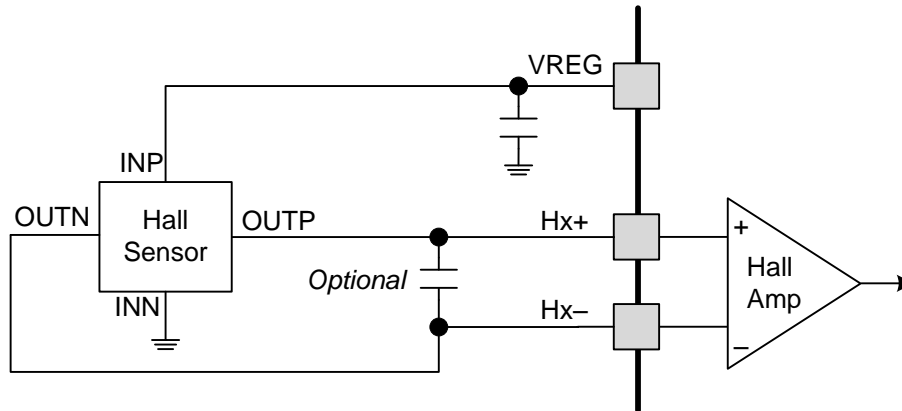 VREG
INP
OUTN
Hall
Sensor
OUTP
INN
Optional
Hx+
Hx–
+
Hall
Amp
–